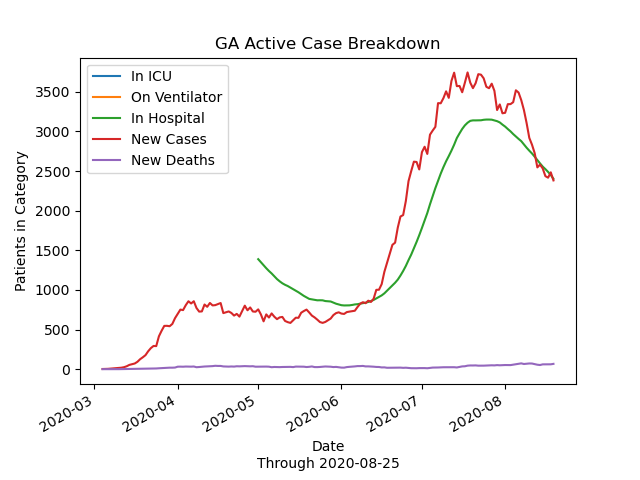 GA Active Case Breakdown
In ICU
On Ventilator
In Hospital
New Cases
New Deaths
Patients in Category
3500
3000
2500
2000
1500
1000
500
0
2020-03
2020-04
2020-05
2020-06
2020-07
2020-08
Date
Through 2020-08-25